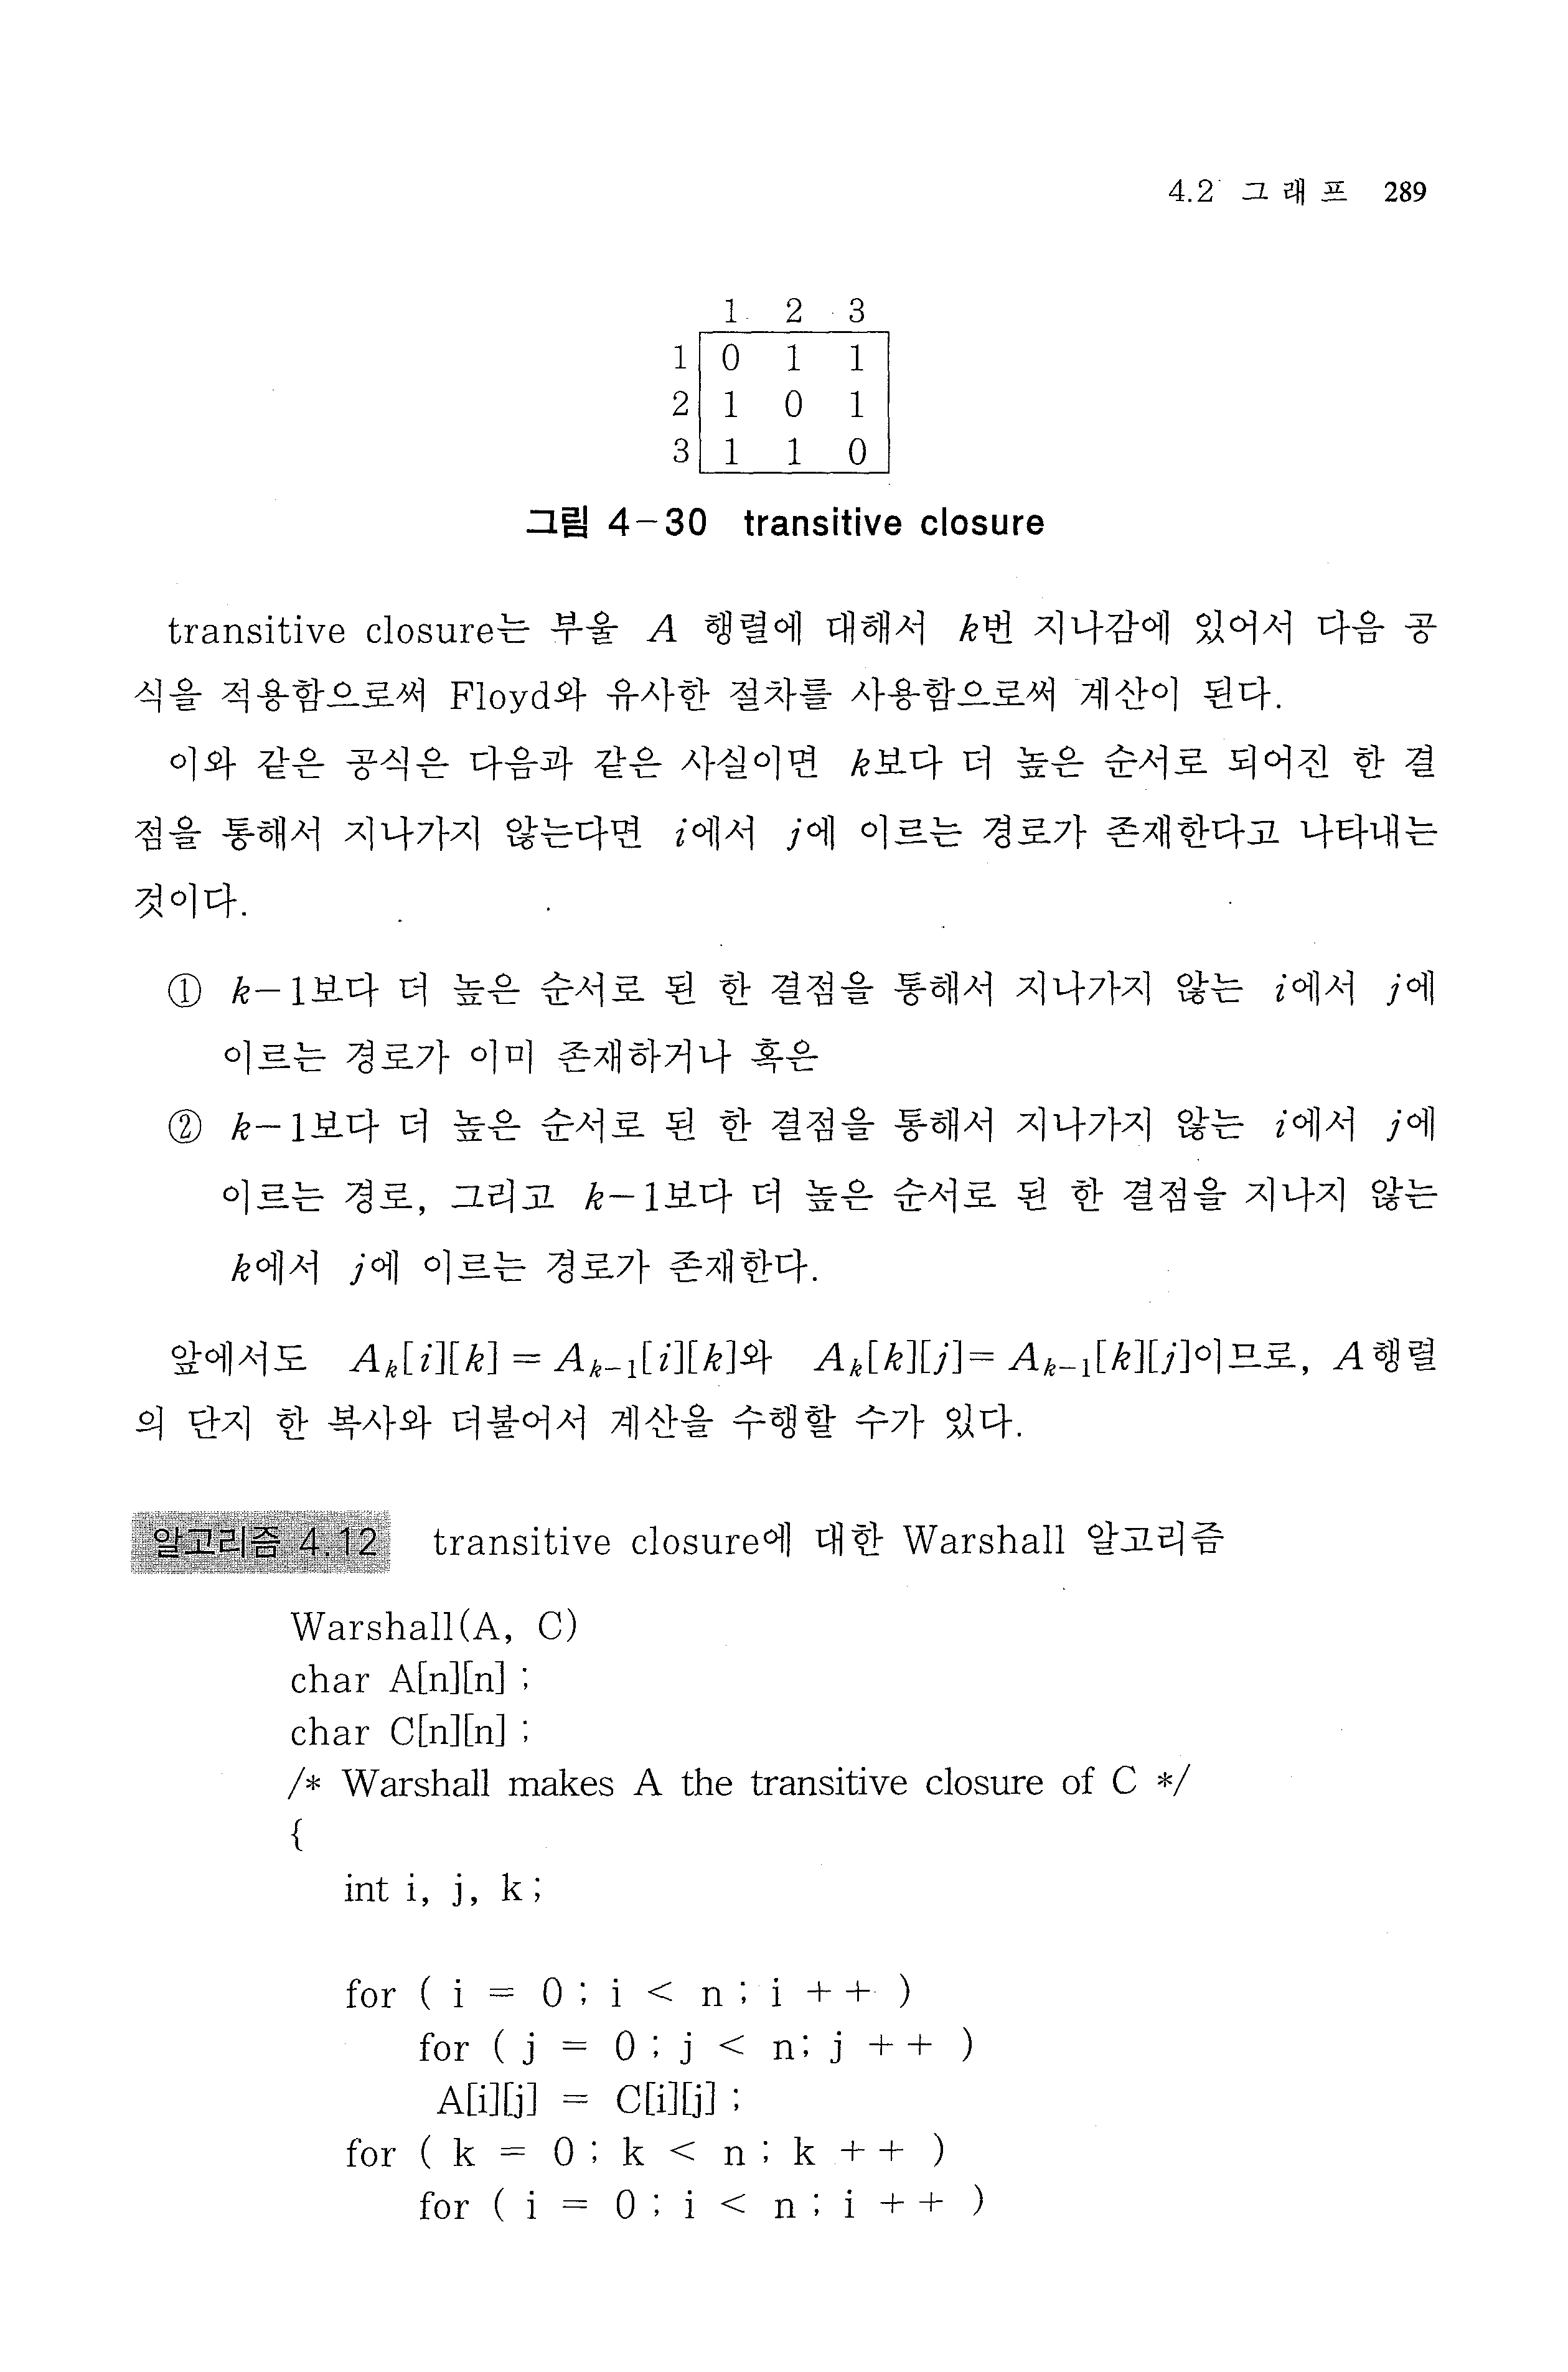 4.2 그 래 프 289
1 2 3
1 0 1 1
2 1 0 1
3 1 1 0
그림 4-30 transitive closure
transitive closure는 부울 A 행렬에 대해서 k번 지나감에 있어서 다음 공
식을 적용함으로써 Floyd와 유사한 절차를 사용함으로써 계산이 된다.
이와 같은 공식은 다음과 같은 사실이면 k보다 더 높은 순서로 되어진 한 결
점을 통해서 지나가지 않는다면 i에서 j에 이르는 경로가 존재한다고 나타내는
것이다.
① k-1보다 더 높은 순서로 된 한 결점을 통해서 지나가지 않는 i에서 j에
이르는 경로가 이미 존재하거나 혹은
② k-1보다 더 높은 순서로 된 한 결점을 통해서 지나가지 않는 i에서 j에
이르는 경로, 그리고 k-1보다 더 높은 순서로 된 한 결점을 지나지 않는
k에서 j에 이르는 경로가 존재한다.
앞에서도 Aₖ[i][k] = Aₖ₋₁[i][k]와 Aₖ[k][j]= Aₖ₋₁[k][j]이므로, A행렬
의 단지 한 복사와 더불어서 계산을 수행할 수가 있다.
알고리즘 4.12 transitive closure에 대한 Warshall 알고리즘
Warshall(A, C)
char A[n][n] ;
char C[n][n] ;
/* Warshall makes A the transitive closure of C */
{
int i, j, k ;
for ( i = 0 ; i < n ; i + + )
for ( j = 0 ; j < n; j + + )
A[i][j] = C[i][j] ;
for ( k = 0 ; k < n ; k + + )
for ( i = 0 ; i < n ; i + + )